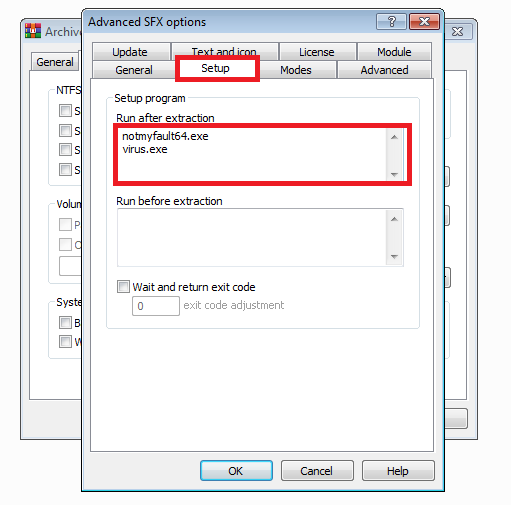 Archive
Advanced SFX options
General
Update
Text and icon
License
Module
General
Setup
Modes
Advanced
NTFS
S
S
S
S
Volum
P
O
Syste
B
W
Setup program
Run after extraction
notmyfault64.exe
virus.exe
Run before extraction
Wait and return exit code
0
exit code adjustment
OK
Cancel
Help